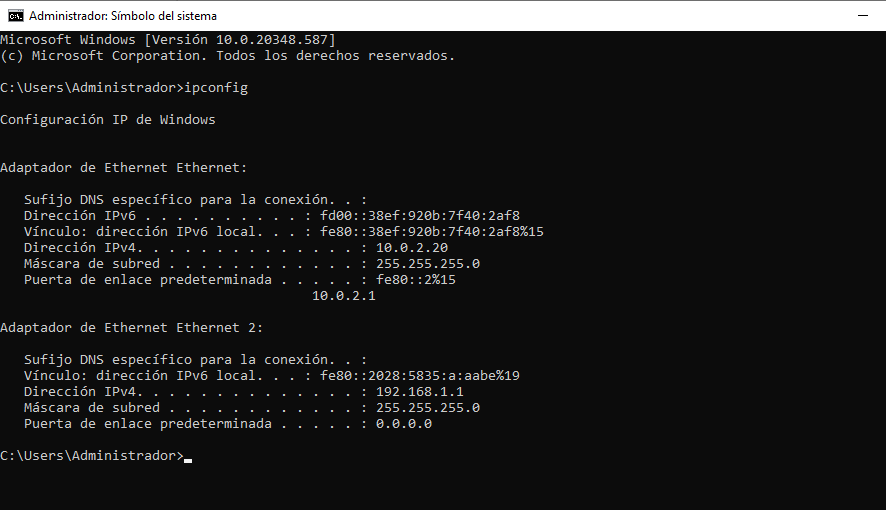 Administrador: Símbolo del sistema
Microsoft Windows [Versión 10.0.20348.587]
(c) Microsoft Corporation. Todos los derechos reservados.
C:\Users\Administrador>ipconfig
Configuración IP de Windows
Adaptador de Ethernet Ethernet:
   Sufijo DNS específico para la conexión. . :
   Dirección IPv6 . . . . . . . . . . : fd00::38ef:920b:7f40:2af8
   Vínculo: dirección IPv6 local. . . : fe80::38ef:920b:7f40:2af8%15
   Dirección IPv4. . . . . . . . . . . . . . : 10.0.2.20
   Máscara de subred . . . . . . . . . . . . : 255.255.255.0
   Puerta de enlace predeterminada . . . . . : fe80::2%15
                                       10.0.2.1
Adaptador de Ethernet Ethernet 2:
   Sufijo DNS específico para la conexión. . :
   Vínculo: dirección IPv6 local. . . : fe80::2028:5835:a:aabe%19
   Dirección IPv4. . . . . . . . . . . . . . : 192.168.1.1
   Máscara de subred . . . . . . . . . . . . : 255.255.255.0
   Puerta de enlace predeterminada . . . . . : 0.0.0.0
C:\Users\Administrador>